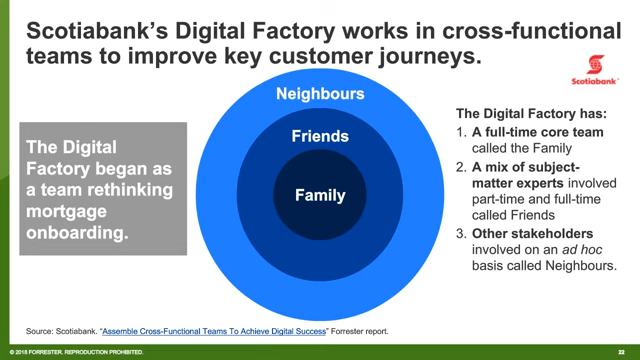 Scotiabank's Digital Factory works in cross-functional
teams to improve key customer journeys.
Scotiabank
The Digital
Factory began as
a team rethinking
mortgage
onboarding.
Neighbours
Friends
Family
The Digital Factory has:
1. A full-time core team
called the Family
2. A mix of subject-
matter experts involved
part-time and full-time
called Friends
3. Other stakeholders
involved on an ad hoc
basis called Neighbours.
Source: Scotiabank. "Assemble Cross-Functional Teams To Achieve Digital Success" Forrester report.
© 2018 FORRESTER. REPRODUCTION PROHIBITED.
22